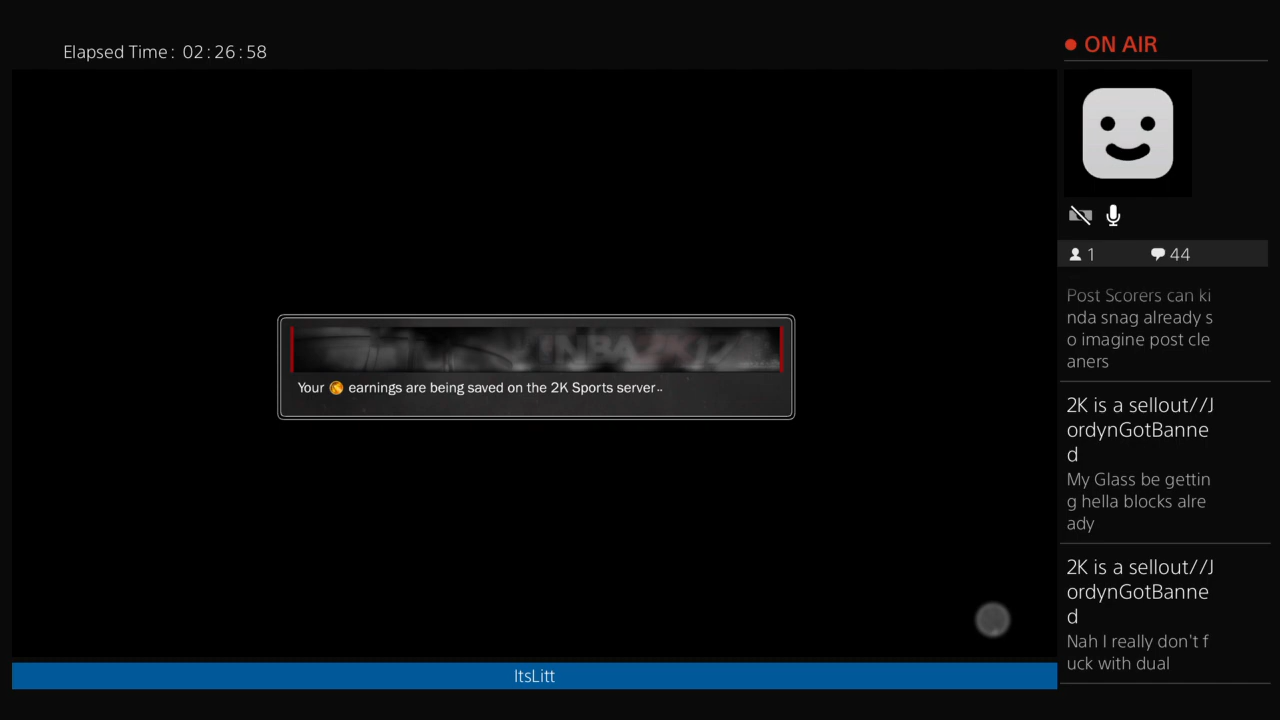 Elapsed Time: 02:26:58
ON AIR
1 44
Post Scorers can ki
nda snag already s
o imagine post cle
aners
2K is a sellout//J
ordynGotBanne
d
My Glass be gettin
g hella blocks alre
ady
2K is a sellout//J
ordynGotBanne
d
Nah I really don't f
uck with dual
NBA2K17
Your earnings are being saved on the 2K Sports server..
ItsLitt